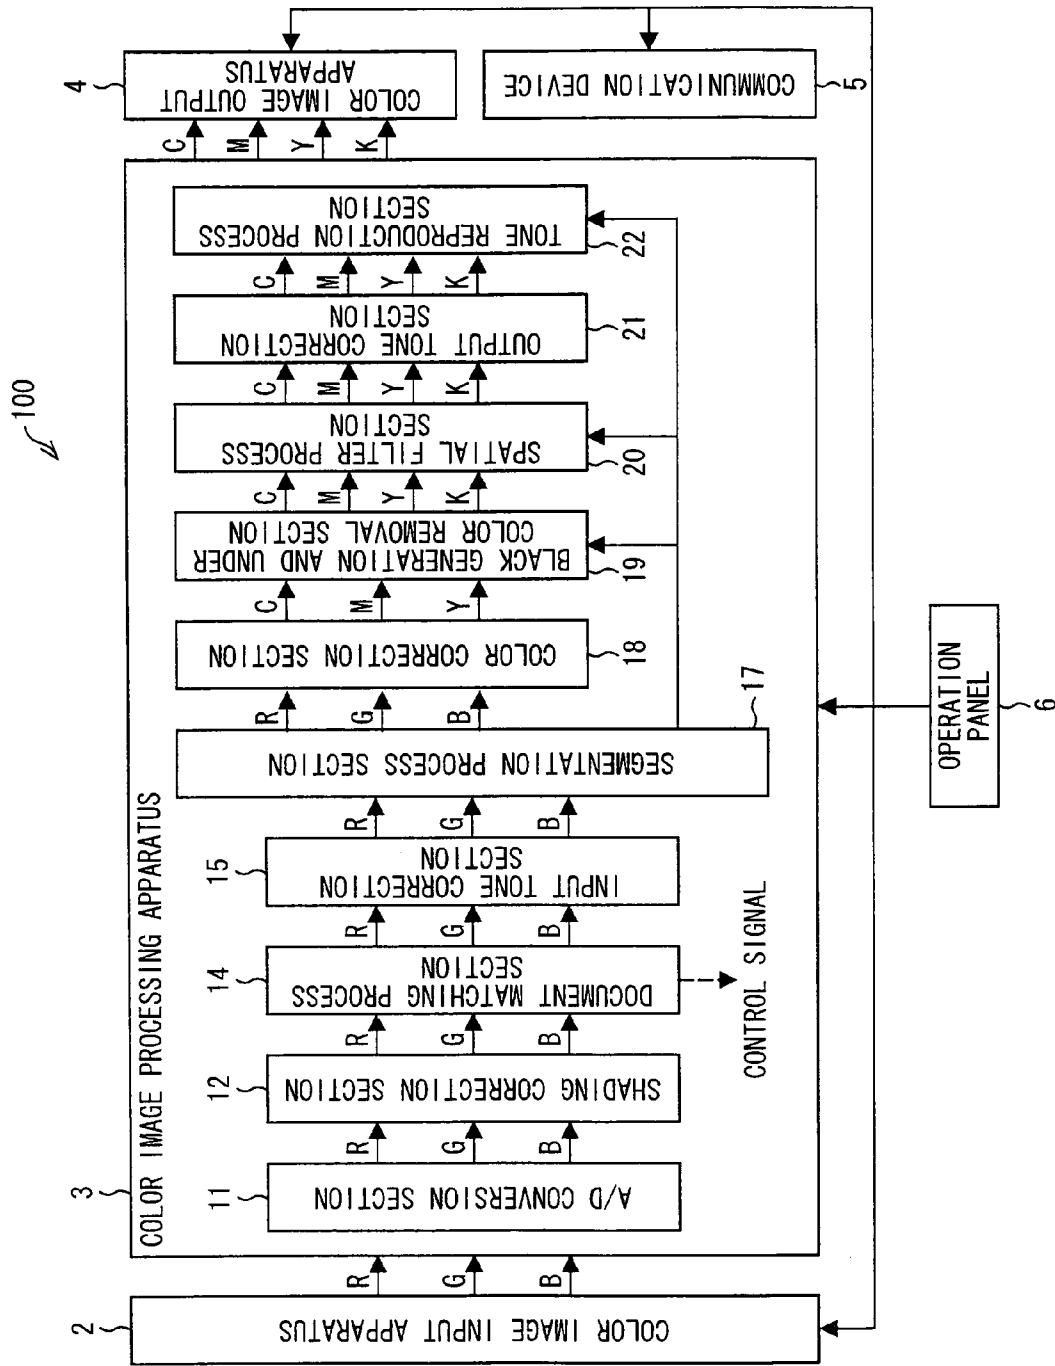 100
2
COLOR IMAGE INPUT APPARATUS
R
G
B
3
COLOR IMAGE PROCESSING APPARATUS
11
A/D CONVERSION SECTION
R
G
B
12
SHADING CORRECTION SECTION
R
G
B
14
DOCUMENT MATCHING PROCESS
SECTION
CONTROL SIGNAL
R
G
B
15
INPUT TONE CORRECTION
SECTION
R
G
B
SEGMENTATION PROCESS SECTION
17
R
G
B
COLOR CORRECTION SECTION
18
C
M
Y
BLACK GENERATION AND UNDER
COLOR REMOVAL SECTION
19
C
M
Y
K
SPATIAL FILTER PROCESS
SECTION
20
C
M
Y
K
OUTPUT TONE CORRECTION
SECTION
21
C
M
Y
K
TONE REPRODUCTION PROCESS
SECTION
22
C
M
Y
K
4
COLOR IMAGE OUTPUT
APPARATUS
COMMUNICATION DEVICE
5
OPERATION
PANEL
6